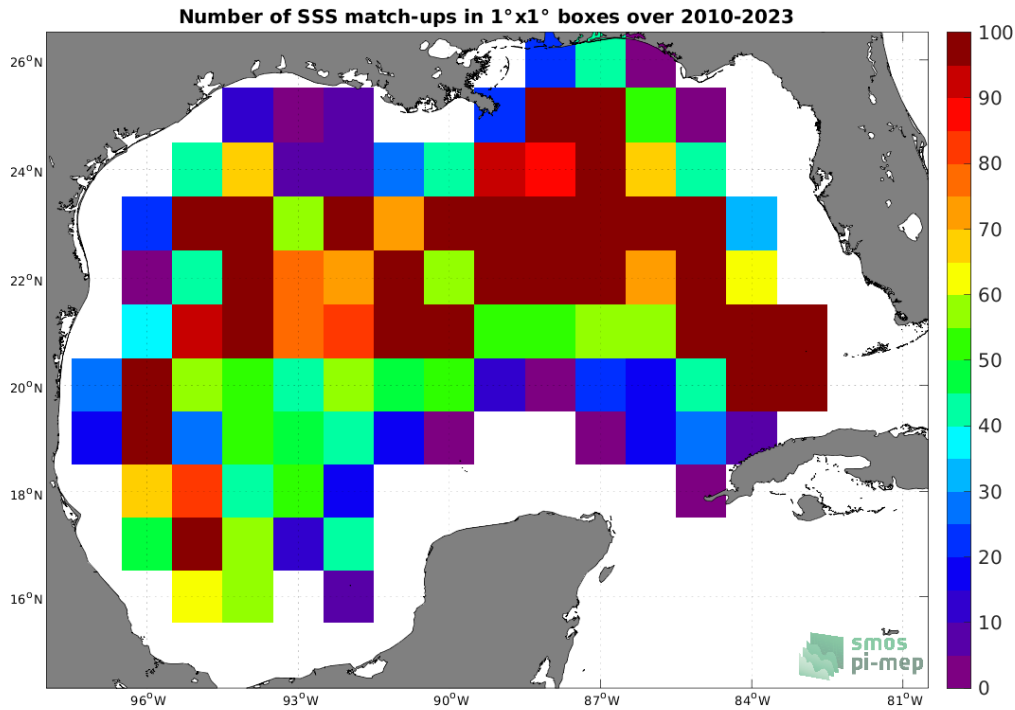 Number of SSS match-ups in 1°x1° boxes over 2010-2023
26°N
24°N
22°N
20°N
18°N
16°N
96°W
93°W
90°W
87°W
84°W
81°W
100
90
80
70
60
50
40
30
20
10
0
smos
pi-mep